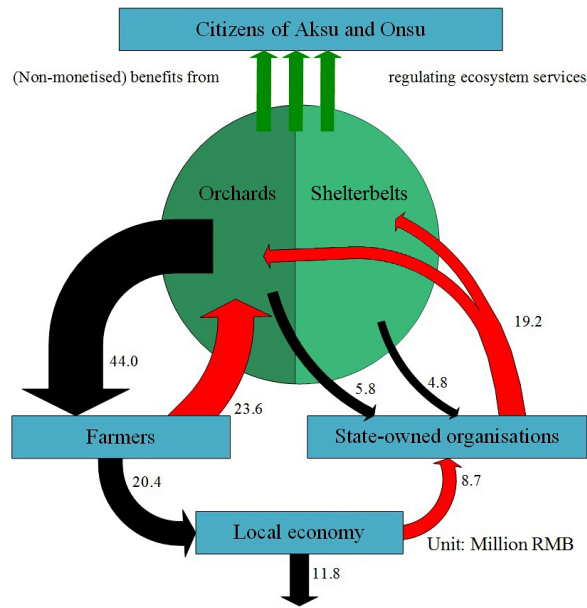 Citizens of Aksu and Onsu
(Non-monetised) benefits from
regulating ecosystem services
Orchards
Shelterbelts
19.2
44.0
5.8
4.8
23.6
Farmers
State-owned organisations
20.4
8.7
Local economy
Unit: Million RMB
11.8